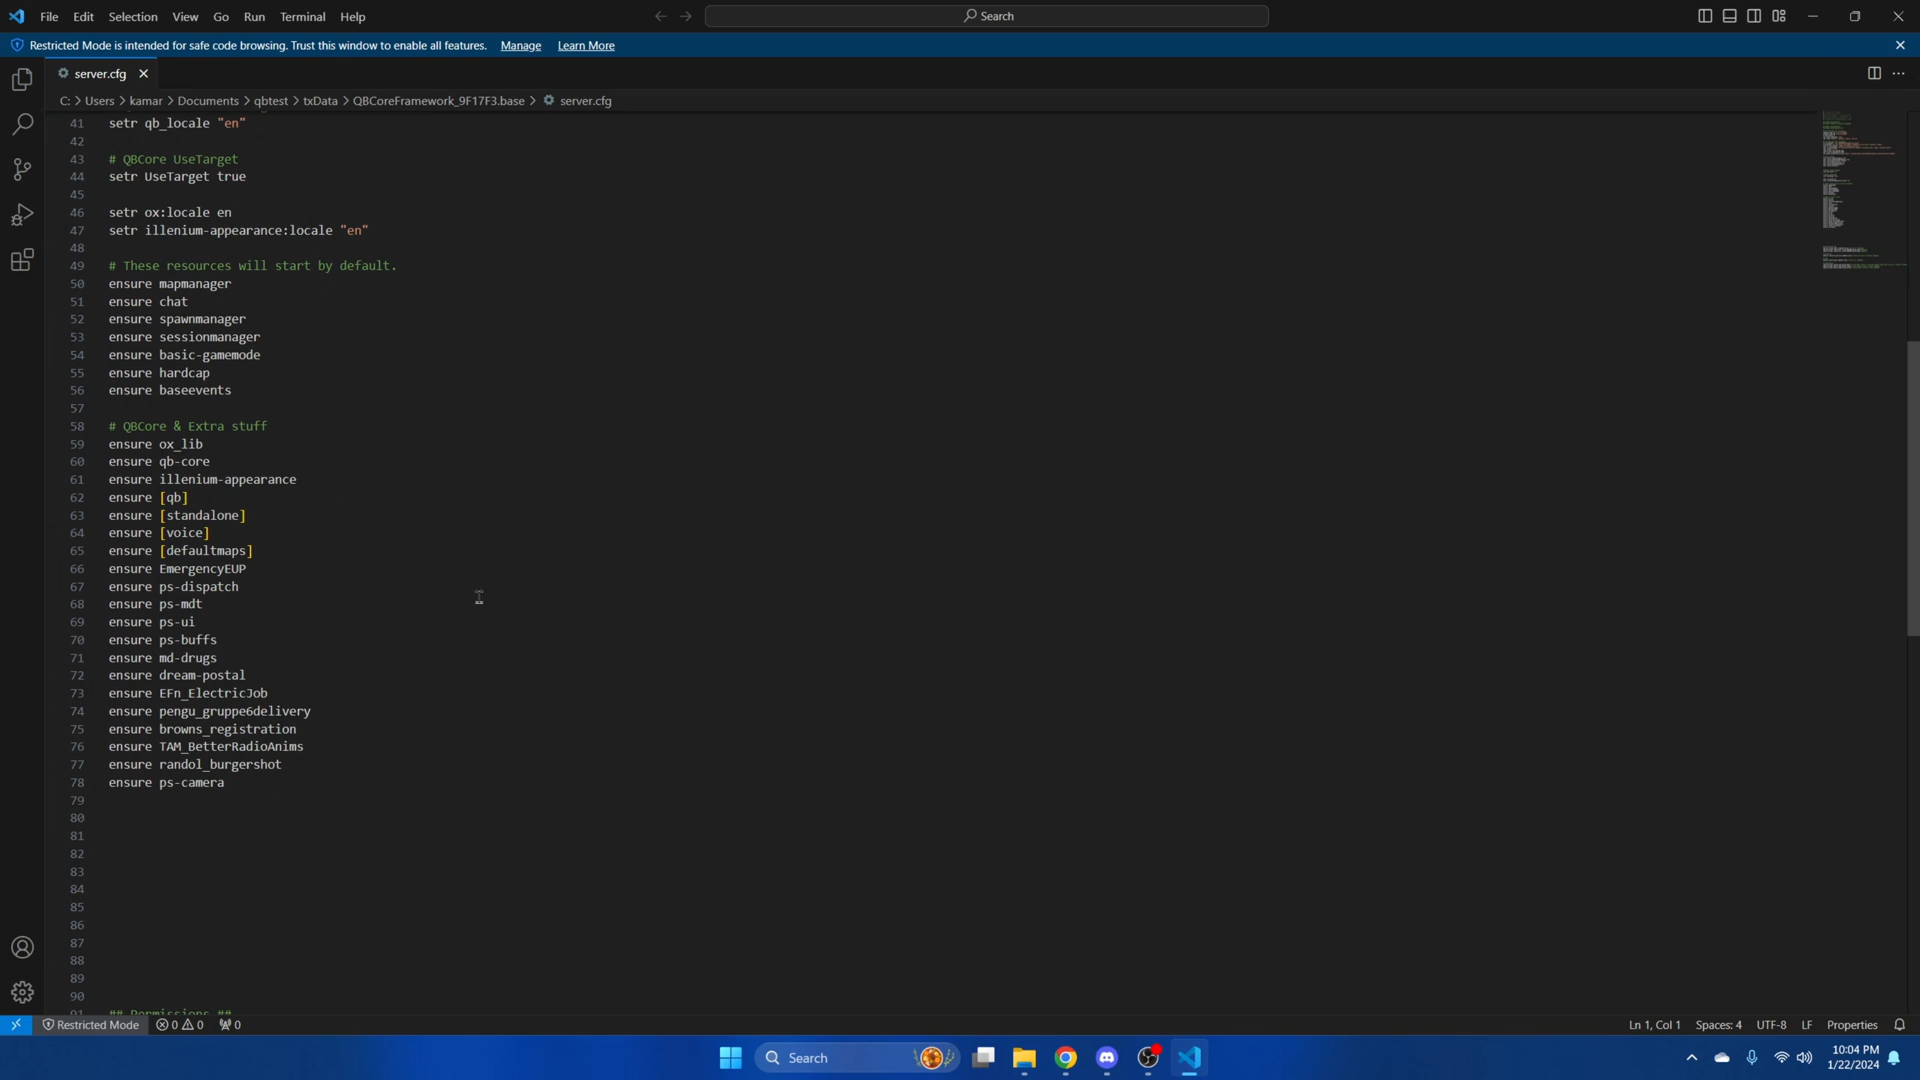 File Edit Selection View Go Run Terminal Help Search
Restricted Mode is intended for safe code browsing. Trust this window to enable all features. Manage Learn More
server.cfg
C: > Users > kamar > Documents > qbtest > txData > QBCoreFramework_9F17F3.base > server.cfg
41 setr qb_locale "en"
42
43 # QBCore UseTarget
44 setr UseTarget true
45
46 setr ox:locale en
47 setr illenium-appearance:locale "en"
48
49 # These resources will start by default.
50 ensure mapmanager
51 ensure chat
52 ensure spawnmanager
53 ensure sessionmanager
54 ensure basic-gamemode
55 ensure hardcap
56 ensure baseevents
57
58 # QBCore & Extra stuff
59 ensure ox_lib
60 ensure qb-core
61 ensure illenium-appearance
62 ensure [qb]
63 ensure [standalone]
64 ensure [voice]
65 ensure [defaultmaps]
66 ensure EmergencyEUP
67 ensure ps-dispatch
68 ensure ps-mdt
69 ensure ps-ui
70 ensure ps-buffs
71 ensure md-drugs
72 ensure dream-postal
73 ensure EFn_ElectricJob
74 ensure pengu_gruppe6delivery
75 ensure browns_registration
76 ensure TAM_BetterRadioAnims
77 ensure randol_burgershot
78 ensure ps-camera
79
80
81
82
83
84
85
86
87
88
89
90
91 ## Permissions ##
Restricted Mode 0 0 0 Ln 1, Col 1 Spaces: 4 UTF-8 LF Properties
Search 10:04 PM
1/22/2024